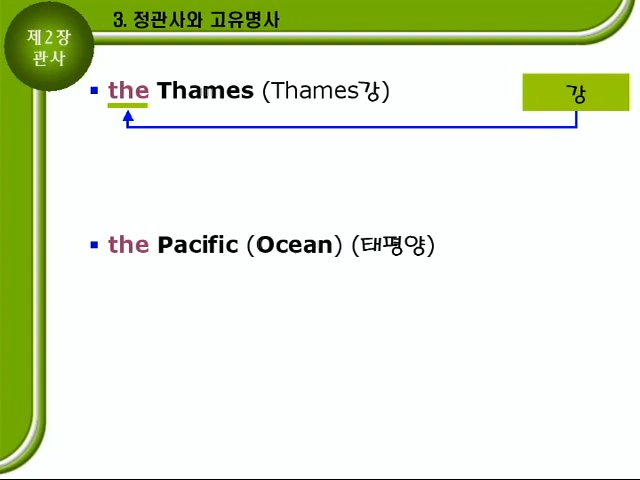 제2장
관사
3. 정관사와 고유명사
▪ the Thames (Thames강)
강
▪ the Pacific (Ocean) (태평양)